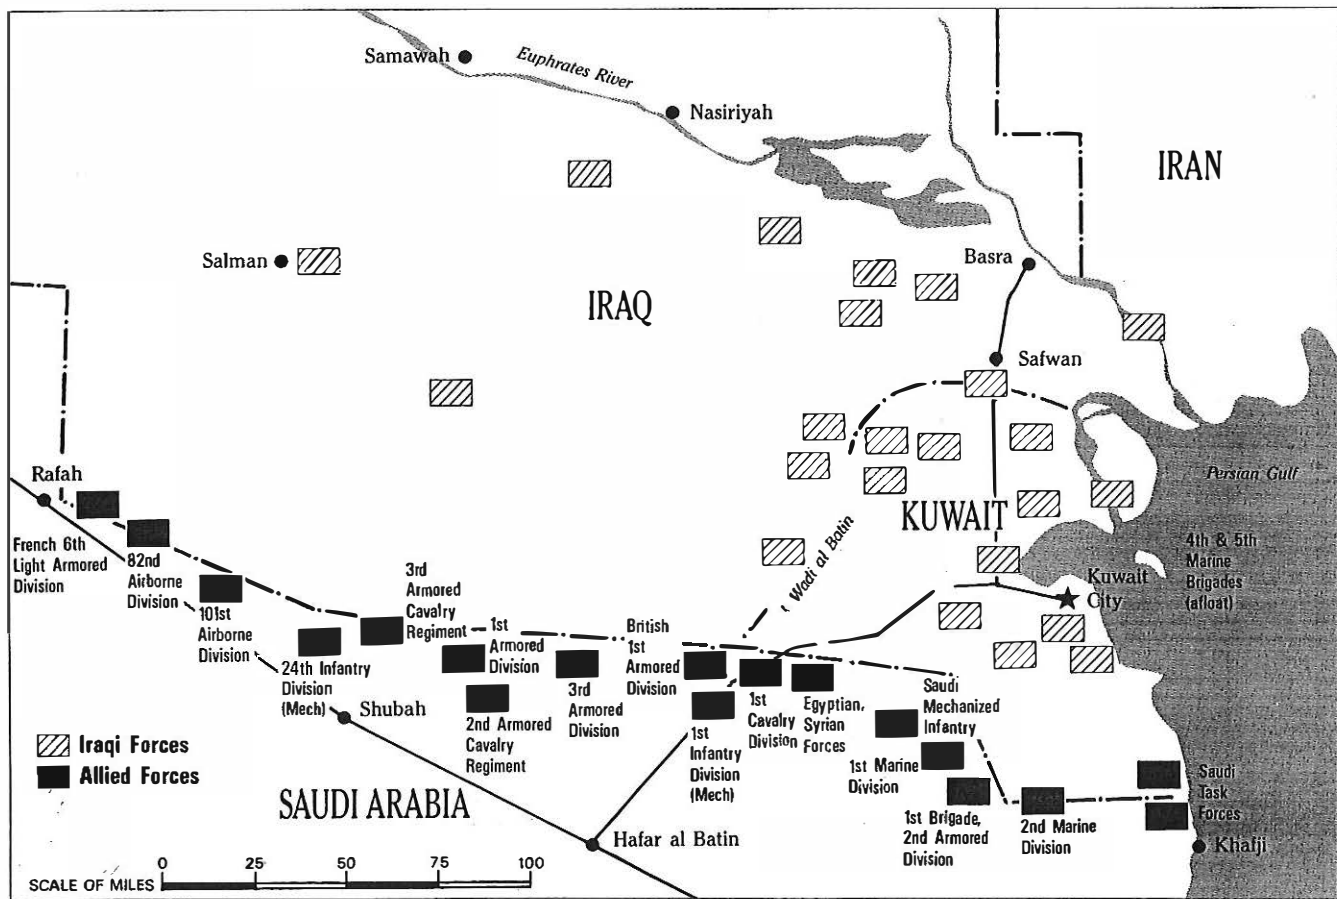 Samawah
Euphrates River
Nasiriyah
IRAN
Salman
IRAQ
Basra
Safwan
Rafah
Persian Gulf
KUWAIT
Wadi al Batin
French 6th
Light Armored
Division
82nd
Airborne
Division
101st
Airborne
Division
3rd
Armored
Cavalry
Regiment
24th Infantry
Division
(Mech)
1st
Armored
Division
2nd Armored
Cavalry
Regiment
3rd
Armored
Division
British
1st
Armored
Division
1st
Infantry
Division
(Mech)
1st
Cavalry
Division
Egyptian,
Syrian
Forces
Saudi
Mechanized
Infantry
1st Marine
Division
1st Brigade,
2nd Armored
Division
2nd Marine
Division
Saudi
Task
Forces
4th & 5th
Marine
Brigades
(afloat)
Kuwait
City
Shubah
Iraqi Forces
Allied Forces
SAUDI ARABIA
Hafar al Batin
Khafji
0 25 50 75 100
SCALE OF MILES